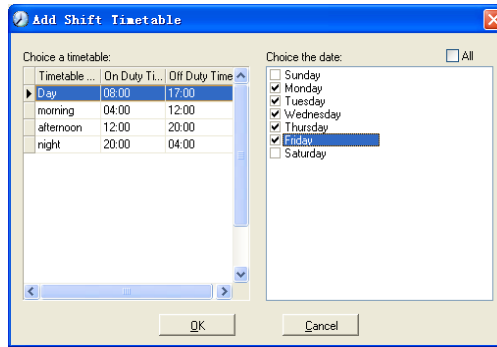 Add Shift Timetable
Choice a timetable:
Choice the date:
All
Timetable ... On Duty Ti... Off Duty Time
Day 08:00 17:00
morning 04:00 12:00
afternoon 12:00 20:00
night 20:00 04:00
Sunday
Monday
Tuesday
Wednesday
Thursday
Friday
Saturday
OK
Cancel